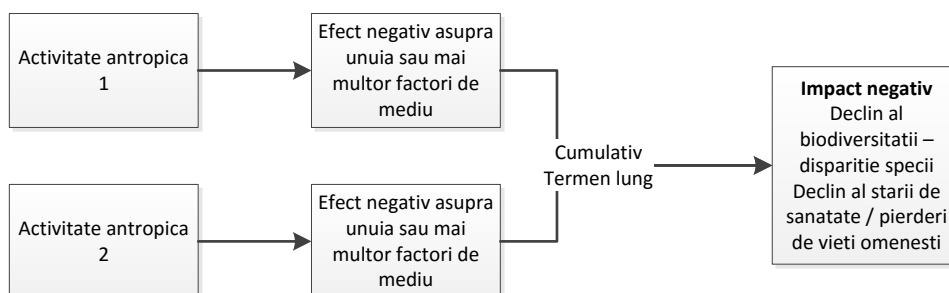 Activitate antropica
1
Efect negativ asupra
unuia sau mai
multor factori de
mediu
Activitate antropica
2
Efect negativ asupra
unuia sau mai
multor factori de
mediu
Cumulativ
Termen lung
Impact negativ
Declin al
biodiversitatii –
disparitie specii
Declin al starii de
sanatate / pierderi
de vieti omenesti